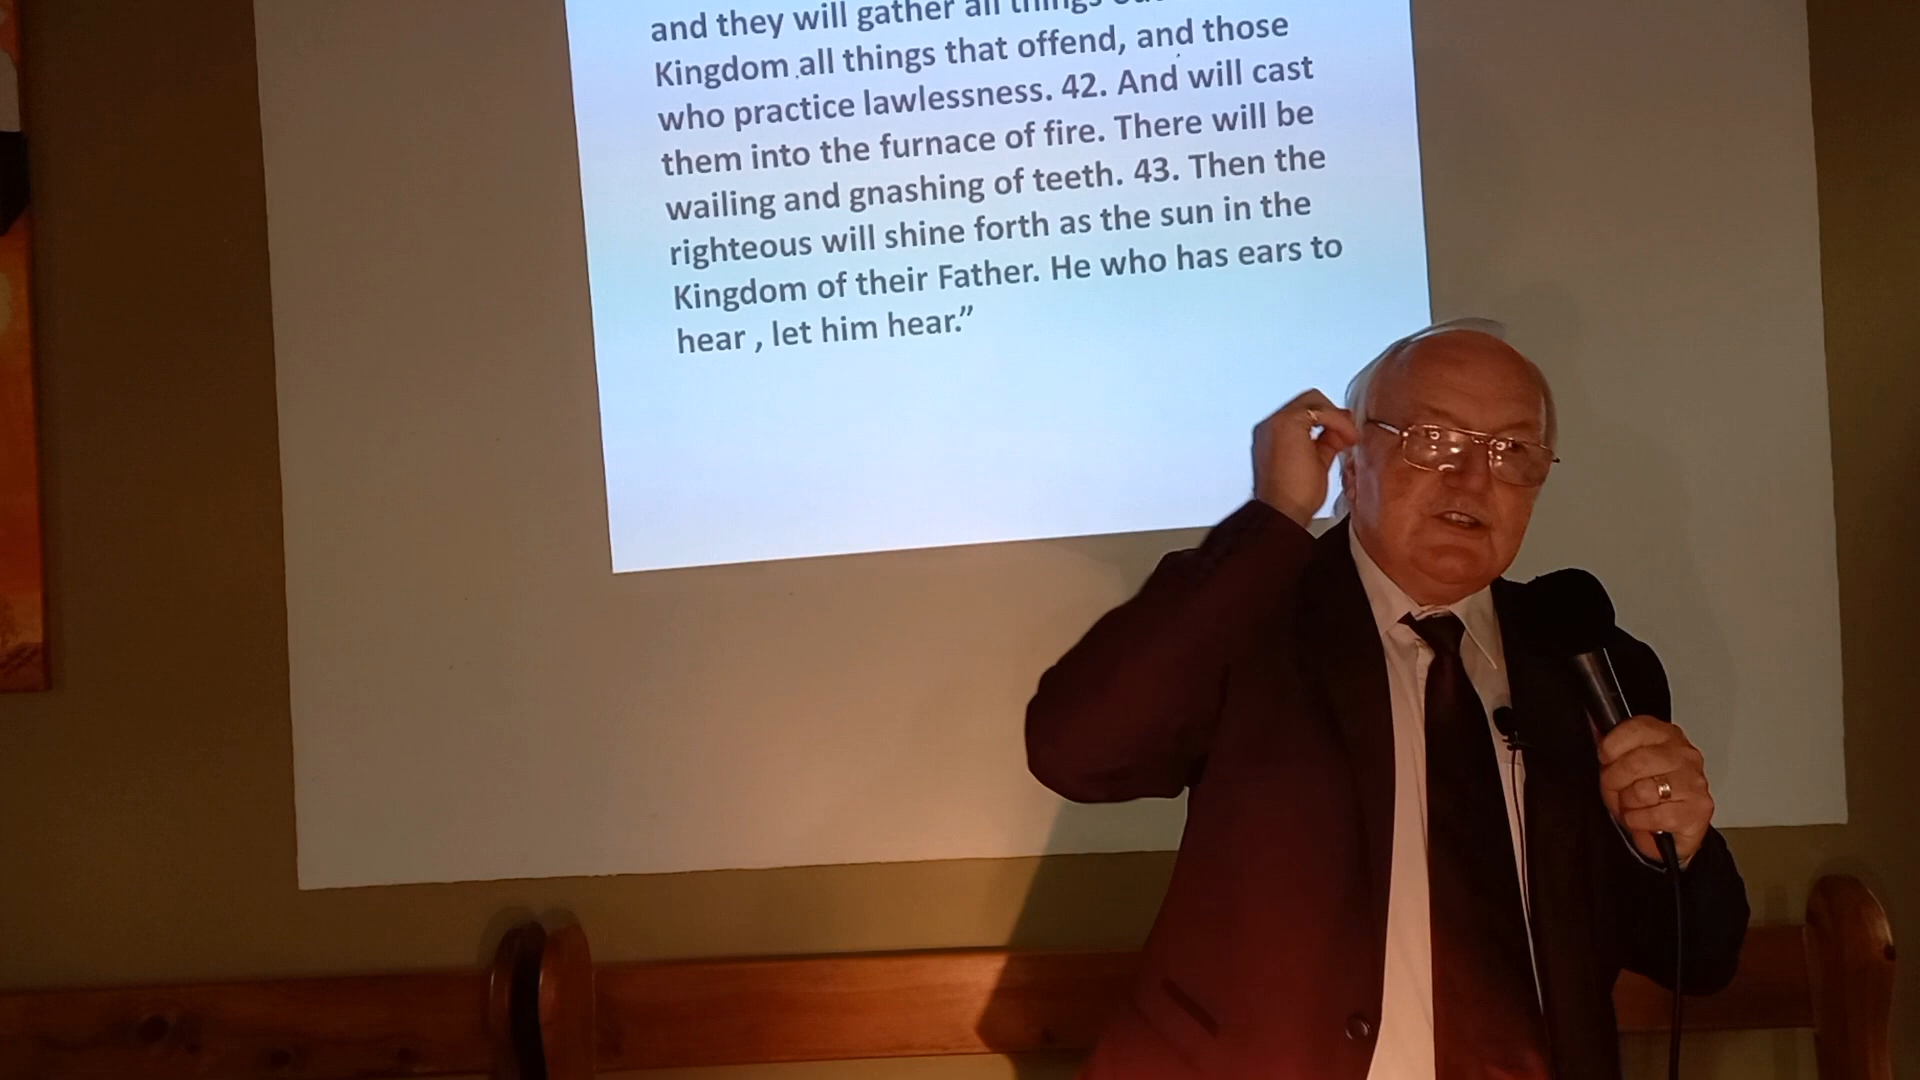 and they will gather all things
Kingdom all things that offend, and those
who practice lawlessness. 42. And will cast
them into the furnace of fire. There will be
wailing and gnashing of teeth. 43. Then the
righteous will shine forth as the sun in the
Kingdom of their Father. He who has ears to
hear , let him hear.”